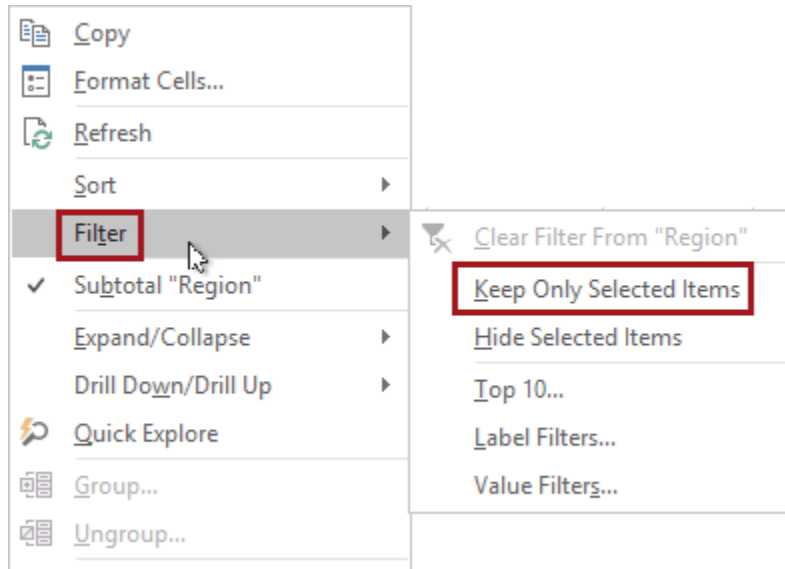 Copy
Format Cells...
Refresh
Sort
Filter
Subtotal "Region"
Expand/Collapse
Drill Down/Drill Up
Quick Explore
Group...
Ungroup...
Clear Filter From "Region"
Keep Only Selected Items
Hide Selected Items
Top 10...
Label Filters...
Value Filters...